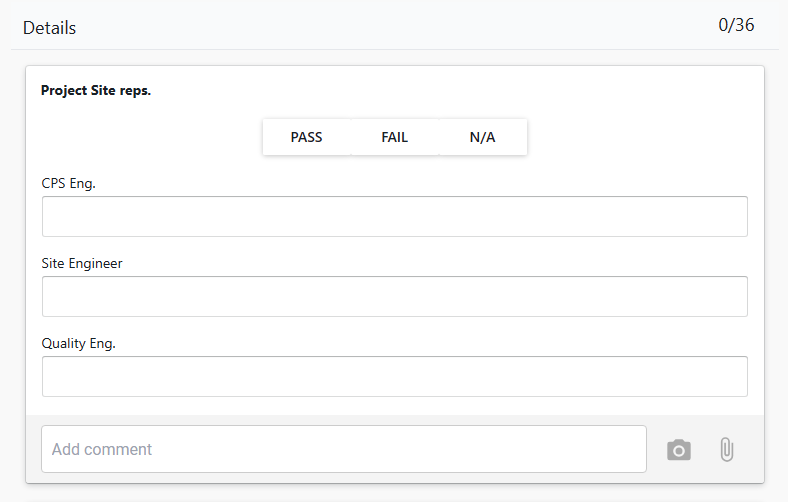 Details
0/36
Project Site reps.
PASS FAIL N/A
CPS Eng.
Site Engineer
Quality Eng.
Add comment